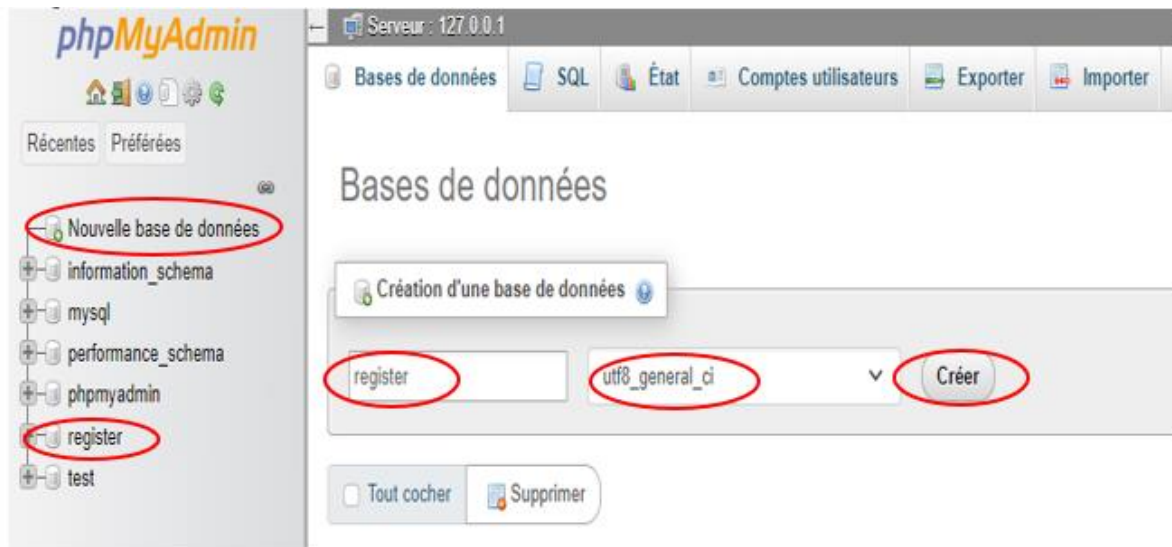 phpMyAdmin
Récentes Préférées
Nouvelle base de données
information_schema
mysql
performance_schema
phpmyadmin
register
test
Serveur : 127.0.0.1
Bases de données SQL État Comptes utilisateurs Exporter Importer
Bases de données
Création d'une base de données
register utf8_general_ci Créer
Tout cocher Supprimer